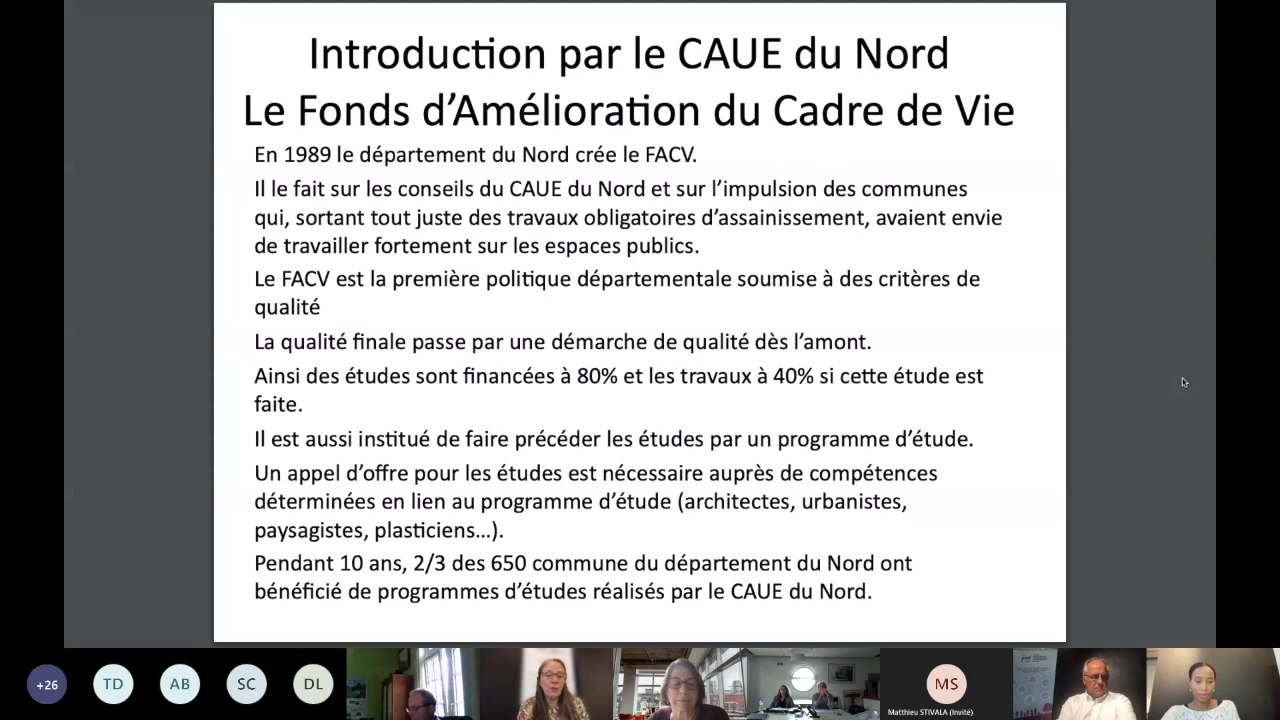 Introduction par le CAUE du Nord
Le Fonds d’Amélioration du Cadre de Vie
En 1989 le département du Nord crée le FACV.
Il le fait sur les conseils du CAUE du Nord et sur l’impulsion des communes
qui, sortant tout juste des travaux obligatoires d’assainissement, avaient envie
de travailler fortement sur les espaces publics.
Le FACV est la première politique départementale soumise à des critères de
qualité
La qualité finale passe par une démarche de qualité dès l’amont.
Ainsi des études sont financées à 80% et les travaux à 40% si cette étude est
faite.
Il est aussi institué de faire précéder les études par un programme d’étude.
Un appel d’offre pour les études est nécessaire auprès de compétences
déterminées en lien au programme d’étude (architectes, urbanistes,
paysagistes, plasticiens…).
Pendant 10 ans, 2/3 des 650 commune du département du Nord ont
bénéficié de programmes d’études réalisés par le CAUE du Nord.
+26
TD
AB
SC
DL
MS
Matthieu STIVALA (Invité)